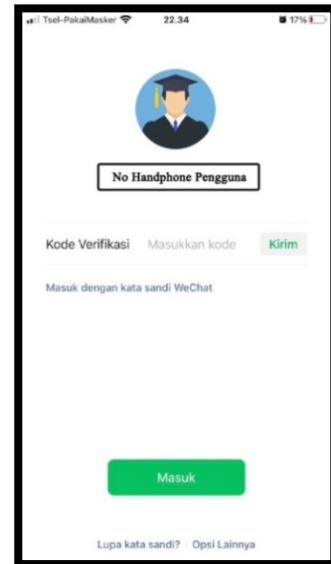 Tsel-PakaiMasker 22.34 17%
No Handphone Pengguna
Kode Verifikasi Masukkan kode Kirim
Masuk dengan kata sandi WeChat
Masuk
Lupa kata sandi? Opsi Lainnya